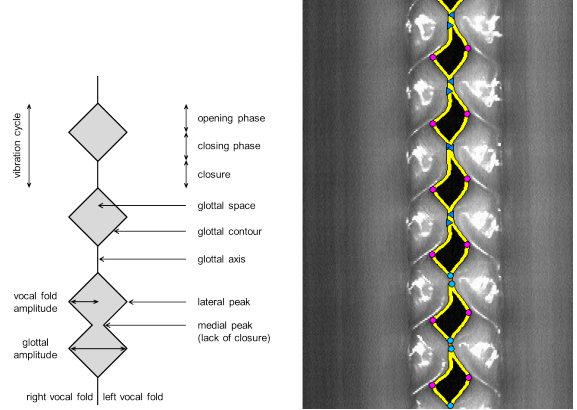 vibration cycle
opening phase
closing phase
closure
glottal space
glottal contour
glottal axis
vocal fold
amplitude
lateral peak
medial peak
(lack of closure)
glottal
amplitude
right vocal fold
left vocal fold